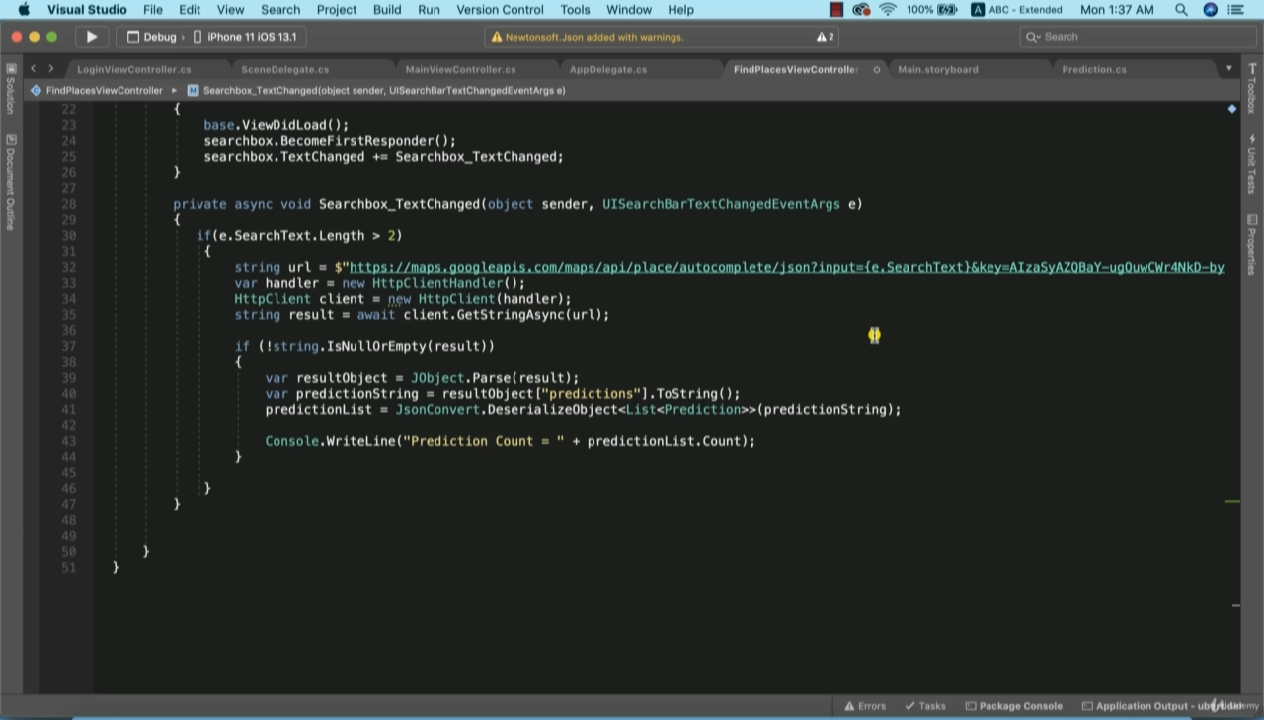 Visual Studio File Edit View Search Project Build Run Version Control Tools Window Help 100% A ABC - Extended Mon 1:37 AM
Debug › iPhone 11 iOS 13.1 Newtonsoft.Json added with warnings. 2 Search
LoginViewController.cs SceneDelegate.cs MainViewController.cs AppDelegate.cs FindPlacesViewControlle Main.storyboard Prediction.cs
FindPlacesViewController M Searchbox_TextChanged(object sender, UISearchBarTextChangedEventArgs e)
Solution
Document Outline
Toolbox
Unit Tests
Properties
22 {
23 base.ViewDidLoad();
24 searchbox.BecomeFirstResponder();
25 searchbox.TextChanged += Searchbox_TextChanged;
26 }
27
28 private async void Searchbox_TextChanged(object sender, UISearchBarTextChangedEventArgs e)
29 {
30 if(e.SearchText.Length > 2)
31 {
32 string url = $"https://maps.googleapis.com/maps/api/place/autocomplete/json?input={e.SearchText}&key=AIzaSyAZOBaY-ugQuwCWr4NkD-by
33 var handler = new HttpClientHandler();
34 HttpClient client = new HttpClient(handler);
35 string result = await client.GetStringAsync(url);
36
37 if (!string.IsNullOrEmpty(result))
38 {
39 var resultObject = JObject.Parse(result);
40 var predictionString = resultObject["predictions"].ToString();
41 predictionList = JsonConvert.DeserializeObject<List<Prediction>>(predictionString);
42
43 Console.WriteLine("Prediction Count = " + predictionList.Count);
44 }
45
46 }
47 }
48
49
50 }
51 }
Errors Tasks Package Console Application Output -